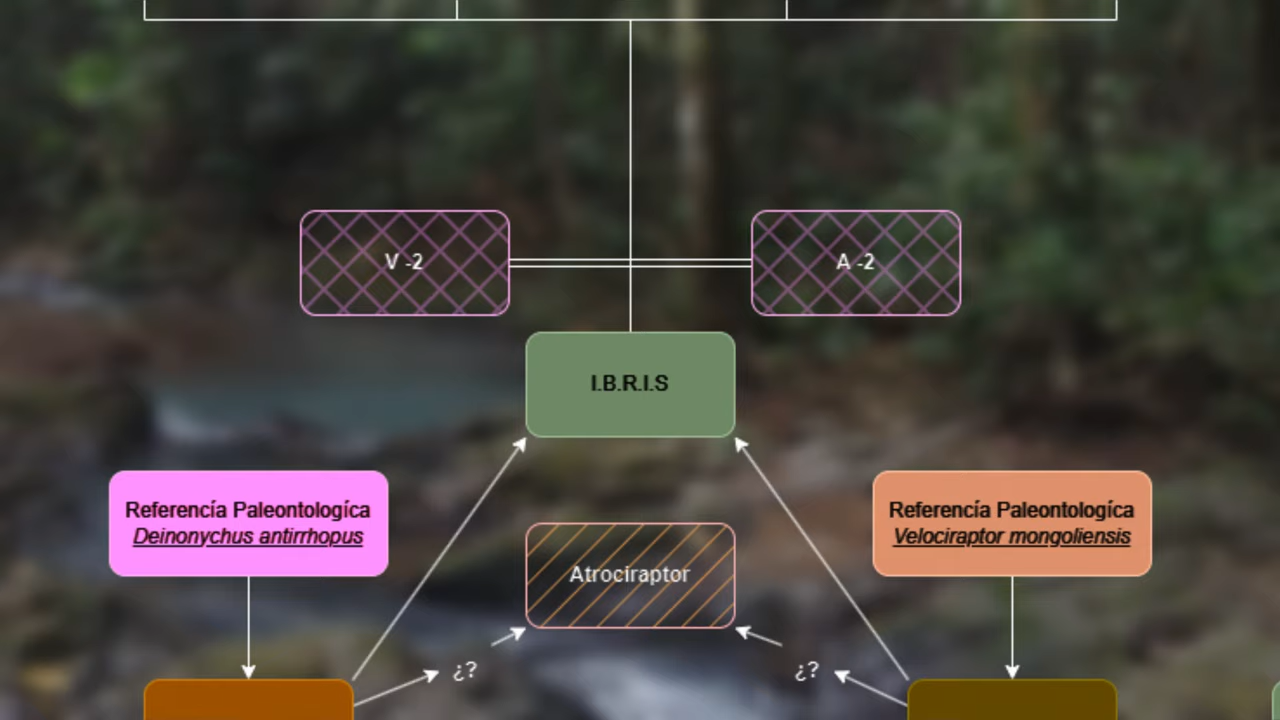 V -2
A -2
I.B.R.I.S
Referencía Paleontologíca
Deinonychus antirrhopus
Referencía Paleontologíca
Velociraptor mongoliensis
Atrociraptor
¿?
¿?